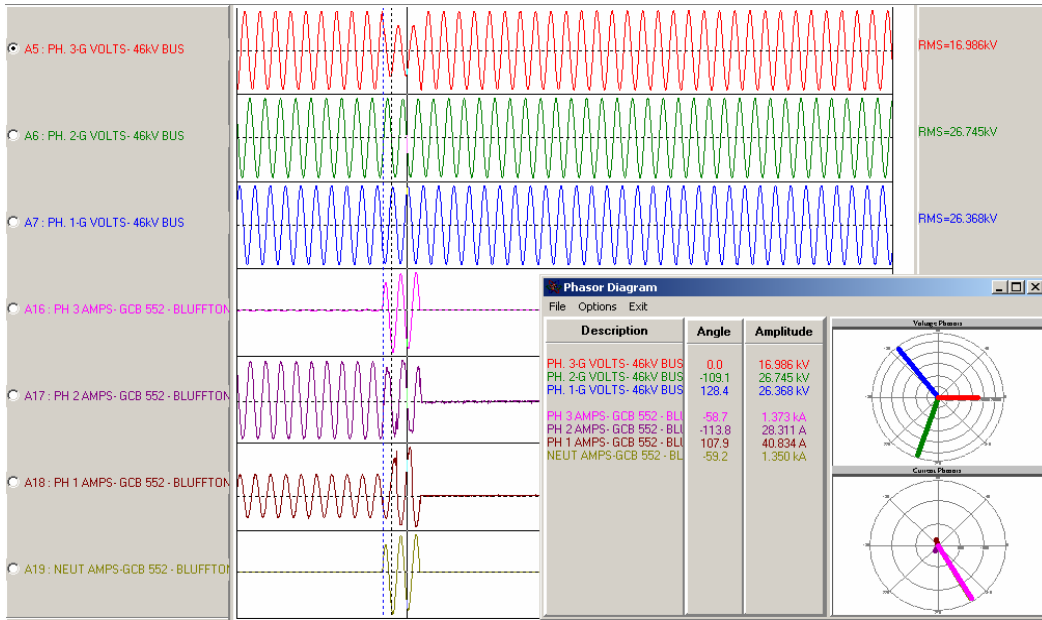 A5 : PH. 3-G VOLTS- 46kV BUS
RMS=16.986kV
A6 : PH. 2-G VOLTS- 46kV BUS
RMS=26.745kV
A7 : PH. 1-G VOLTS- 46kV BUS
RMS=26.368kV
A16 : PH 3 AMPS- GCB 552 - BLUFFTON
A17 : PH 2 AMPS- GCB 552 - BLUFFTON
A18 : PH 1 AMPS- GCB 552 - BLUFFTON
A19 : NEUT AMPS-GCB 552 - BLUFFTO
Phasor Diagram
File Options Exit
Description Angle Amplitude
PH. 3-G VOLTS- 46kV BUS 0.0 16.986 kV
PH. 2-G VOLTS- 46kV BUS -109.1 26.745 kV
PH. 1-G VOLTS- 46kV BUS 128.4 26.368 kV
PH 3 AMPS- GCB 552 - BLU -58.7 1.373 kA
PH 2 AMPS- GCB 552 - BLU -113.8 28.311 A
PH 1 AMPS- GCB 552 - BLU 107.9 40.834 A
NEUT AMPS-GCB 552 - BL -59.2 1.350 kA
Voltage Phasors
Current Phasors